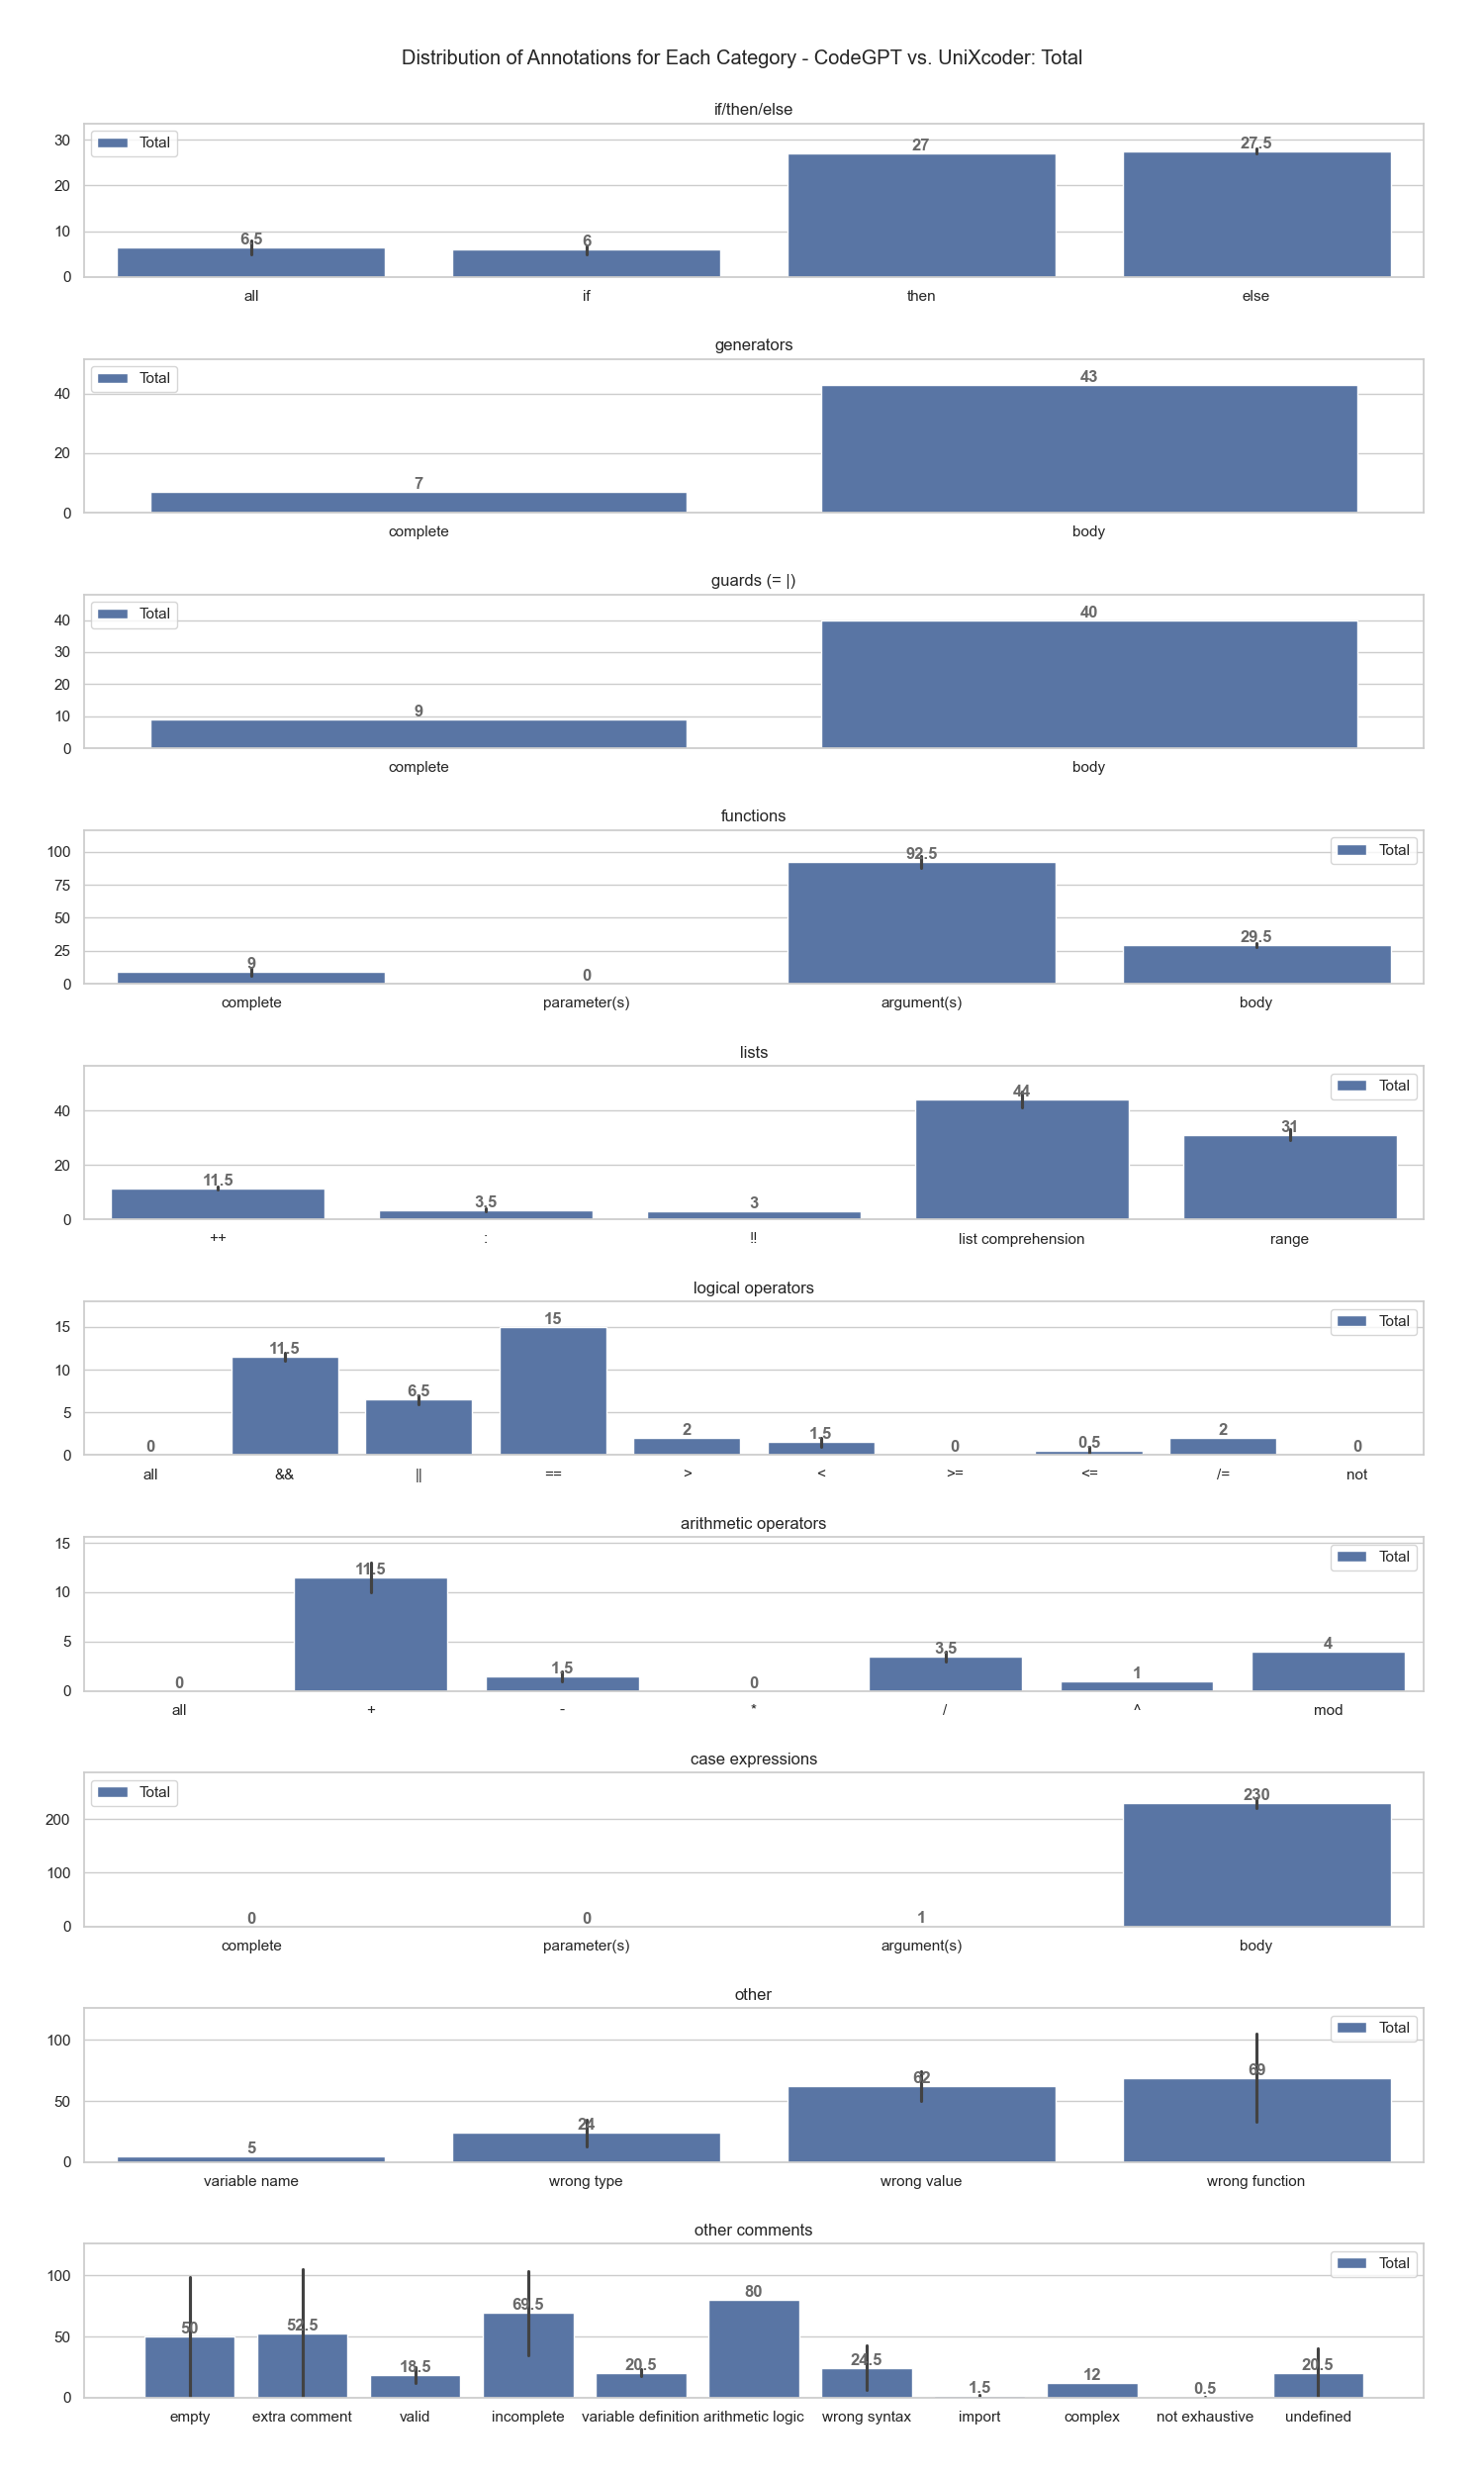 Distribution of Annotations for Each Category - CodeGPT vs. UniXcoder: Total
if/then/else
Total
30
20
10
0
6.5
6
27
27.5
all if then else
generators
Total
40
20
0
7
43
complete body
guards (= |)
Total
40
30
20
10
0
9
40
complete body
functions
Total
100
75
50
25
0
9
0
92.5
29.5
complete parameter(s) argument(s) body
lists
Total
40
20
0
11.5
3.5
3
44
31
++ : !! list comprehension range
logical operators
Total
15
10
5
0
0
11.5
6.5
15
2
1.5
0
0.5
2
0
all && || == > < >= <= /= not
arithmetic operators
Total
15
10
5
0
0
11.5
1.5
0
3.5
1
4
all + - * / ^ mod
case expressions
Total
200
100
0
0
0
1
230
complete parameter(s) argument(s) body
other
Total
100
50
0
5
24
62
69
variable name wrong type wrong value wrong function
other comments
Total
100
50
0
50
52.5
18.5
69.5
20.5
80
24.5
1.5
12
0.5
20.5
empty extra comment valid incomplete variable definition arithmetic logic wrong syntax import complex not exhaustive undefined